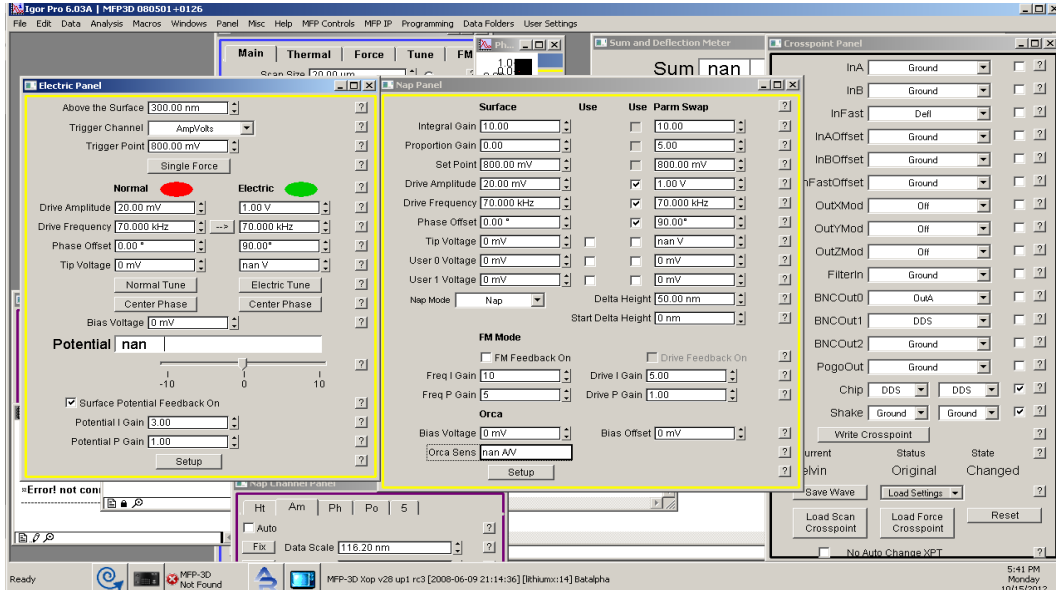 Igor Pro 6.03A | MFP3D 080501+0126
File Edit Data Analysis Macros Windows Panel Misc Help MFP Controls MFP IP Programming Data Folders User Settings
Main Thermal Force Tune FM
Scan Size 20.00 um
Ph...
1.0
Sum and Deflection Meter
Sum nan
Electric Panel
Above the Surface 300.00 nm ?
Trigger Channel AmpVolts ?
Trigger Point 800.00 mV ?
Single Force ?
Normal Electric ?
Drive Amplitude 20.00 mV 1.00 V ?
Drive Frequency 70.000 kHz --> 70.000 kHz ?
Phase Offset 0.00 ° 90.00° ?
Tip Voltage 0 mV nan V ?
Normal Tune Electric Tune ?
Center Phase Center Phase ?
Bias Voltage 0 mV ?
Potential nan
?
-10 0 10
Surface Potential Feedback On ?
Potential I Gain 3.00 ?
Potential P Gain 1.00 ?
Setup ?
Nap Panel
Surface Use Use Parm Swap ?
Integral Gain 10.00 10.00 ?
Proportion Gain 0.00 5.00 ?
Set Point 800.00 mV 800.00 mV ?
Drive Amplitude 20.00 mV 1.00 V ?
Drive Frequency 70.000 kHz 70.000 kHz ?
Phase Offset 0.00 ° 90.00° ?
Tip Voltage 0 mV nan V ?
User 0 Voltage 0 mV 0 mV ?
User 1 Voltage 0 mV 0 mV ?
Nap Mode Nap Delta Height 50.00 nm ?
Start Delta Height 0 nm ?
FM Mode
FM Feedback On Drive Feedback On ?
Freq I Gain 10 Drive I Gain 5.00 ?
Freq P Gain 5 Drive P Gain 1.00 ?
Orca
Bias Voltage 0 mV Bias Offset 0 mV ?
Orca Sens nan A/V ?
Setup ?
Crosspoint Panel
InA Ground ?
InB Ground ?
InFast Defl ?
InAOffset Ground ?
InBOffset Ground ?
nFastOffset Ground ?
OutXMod Off ?
OutYMod Off ?
OutZMod Off ?
FilterIn Ground ?
BNCOut0 OutA ?
BNCOut1 DDS ?
BNCOut2 Ground ?
PogoOut Ground ?
Chip DDS DDS ?
Shake Ground Ground ?
Write Crosspoint ?
urrent Status State
elvin Original Changed
Save Wave Load Settings ?
Load Scan Crosspoint Load Force Crosspoint Reset
No Auto Change XPT ?
¤Error! not con
Nap Channel Panel
Ht Am Ph Po 5
Auto ?
Fix Data Scale 116.20 nm ?
Ready MFP-3D Not Found MFP-3D Xop v28 up1 rc3 [2008-06-09 21:14:36] [lithiumx:14] Batalpha
5:41 PM
Monday
10/15/2012